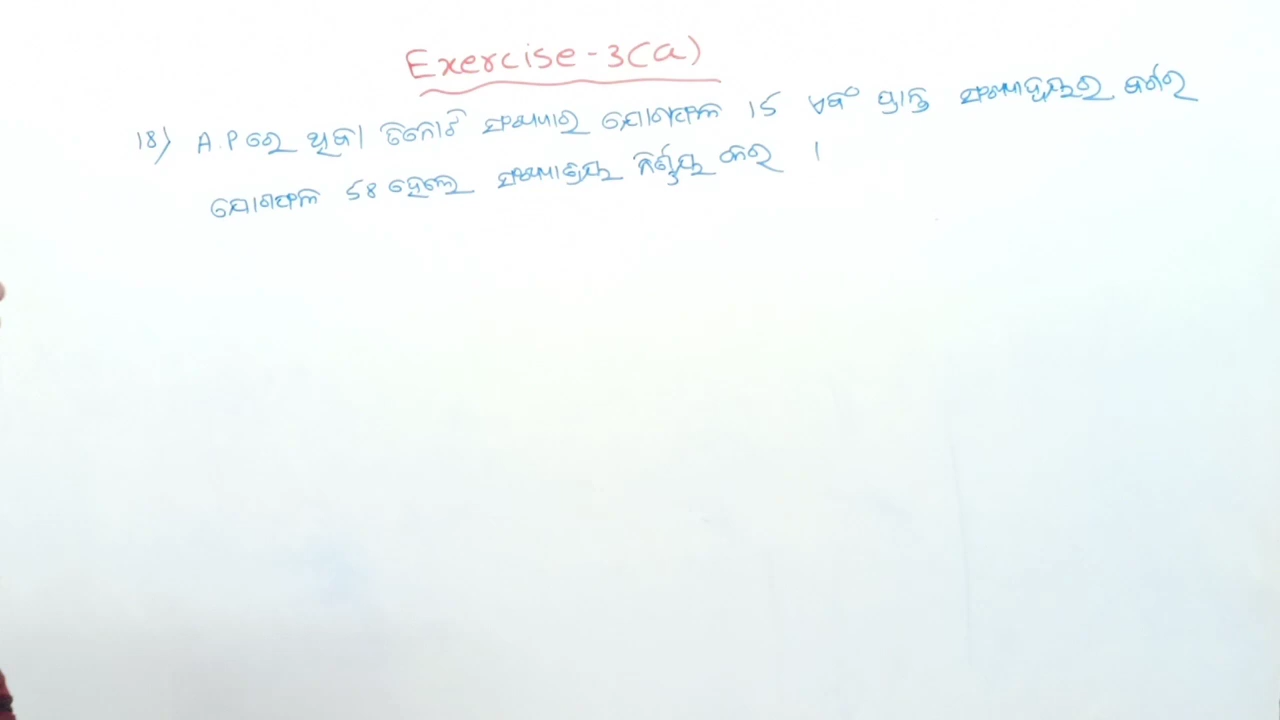 Exercise-3(a)
18) A.P ରେ ଥିବା ତିନୋଟି ସଂଖ୍ୟାର ଯୋଗଫଳ 15 ଏବଂ ପ୍ରାନ୍ତ ସଂଖ୍ୟାଦ୍ୱୟର ବର୍ଗର
ଯୋଗଫଳ 58 ହେଲେ ସଂଖ୍ୟାତ୍ରୟ ନିର୍ଣ୍ଣୟ କର ।